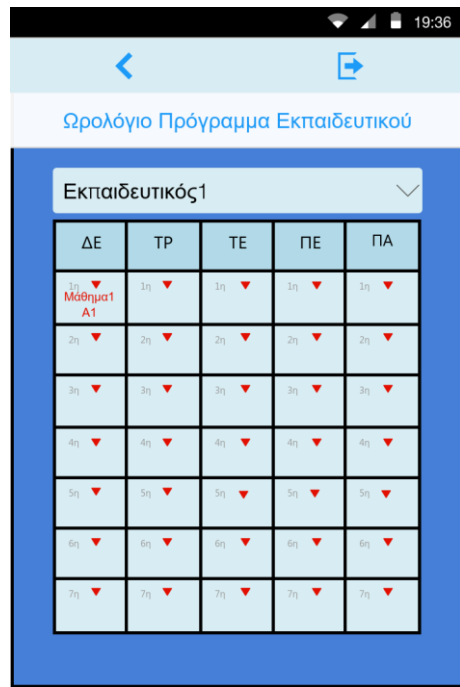 19:36
Ωρολόγιο Πρόγραμμα Εκπαιδευτικού
Εκπαιδευτικός1
ΔΕ ΤΡ ΤΕ ΠΕ ΠΑ
1η 1η 1η 1η 1η
Μάθημα1
Α1
2η 2η 2η 2η 2η
3η 3η 3η 3η 3η
4η 4η 4η 4η 4η
5η 5η 5η 5η 5η
6η 6η 6η 6η 6η
7η 7η 7η 7η 7η